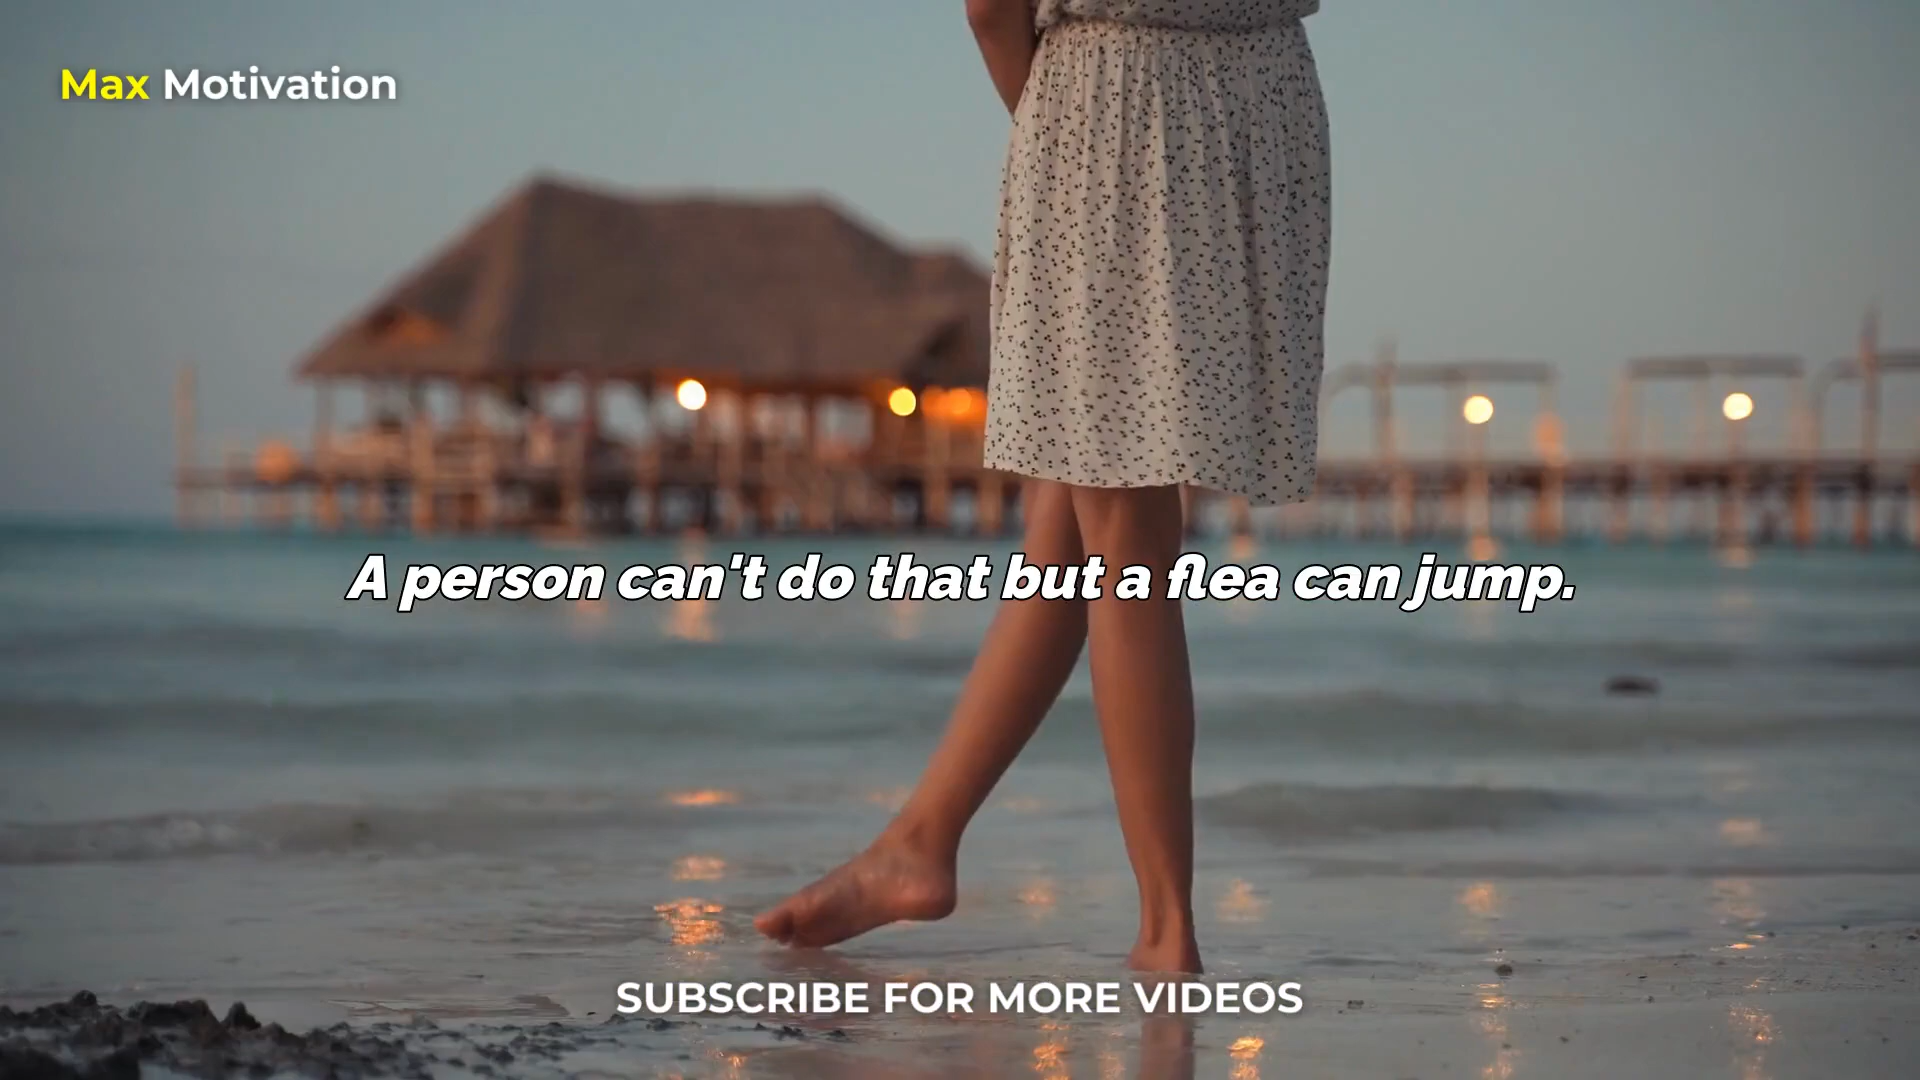 Max Motivation
A person can't do that but a flea can jump.
SUBSCRIBE FOR MORE VIDEOS